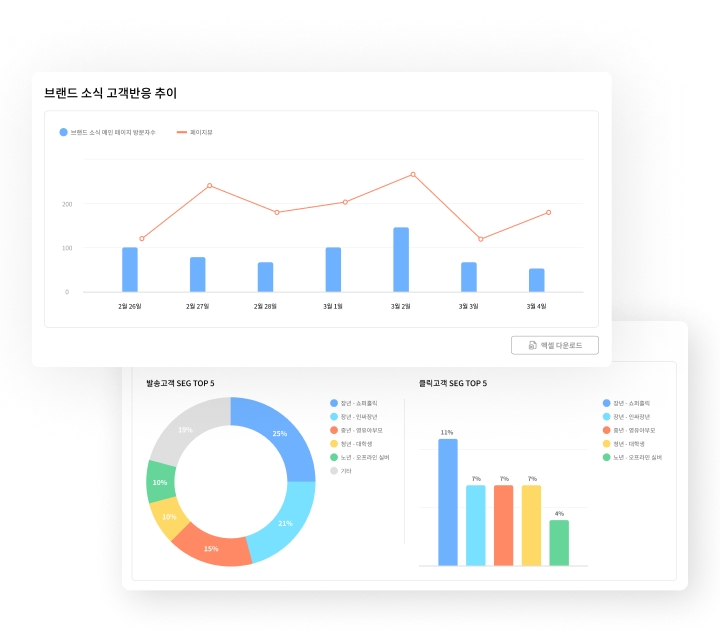 브랜드 소식 고객반응 추이
브랜드 소식 메인 페이지 방문자수
페이지뷰
200
100
0
2월 26일
2월 27일
2월 28일
3월 1일
3월 2일
3월 3일
3월 4일
엑셀 다운로드
발송고객 SEG TOP 5
25%
21%
15%
10%
10%
19%
장년 - 쇼퍼홀릭
청년 - 인싸청년
중년 - 영유아부모
청년 - 대학생
노년 - 오프라인 실버
기타
클릭고객 SEG TOP 5
11%
7%
7%
7%
4%
장년 - 쇼퍼홀릭
청년 - 인싸청년
중년 - 영유아부모
청년 - 대학생
노년 - 오프라인 실버